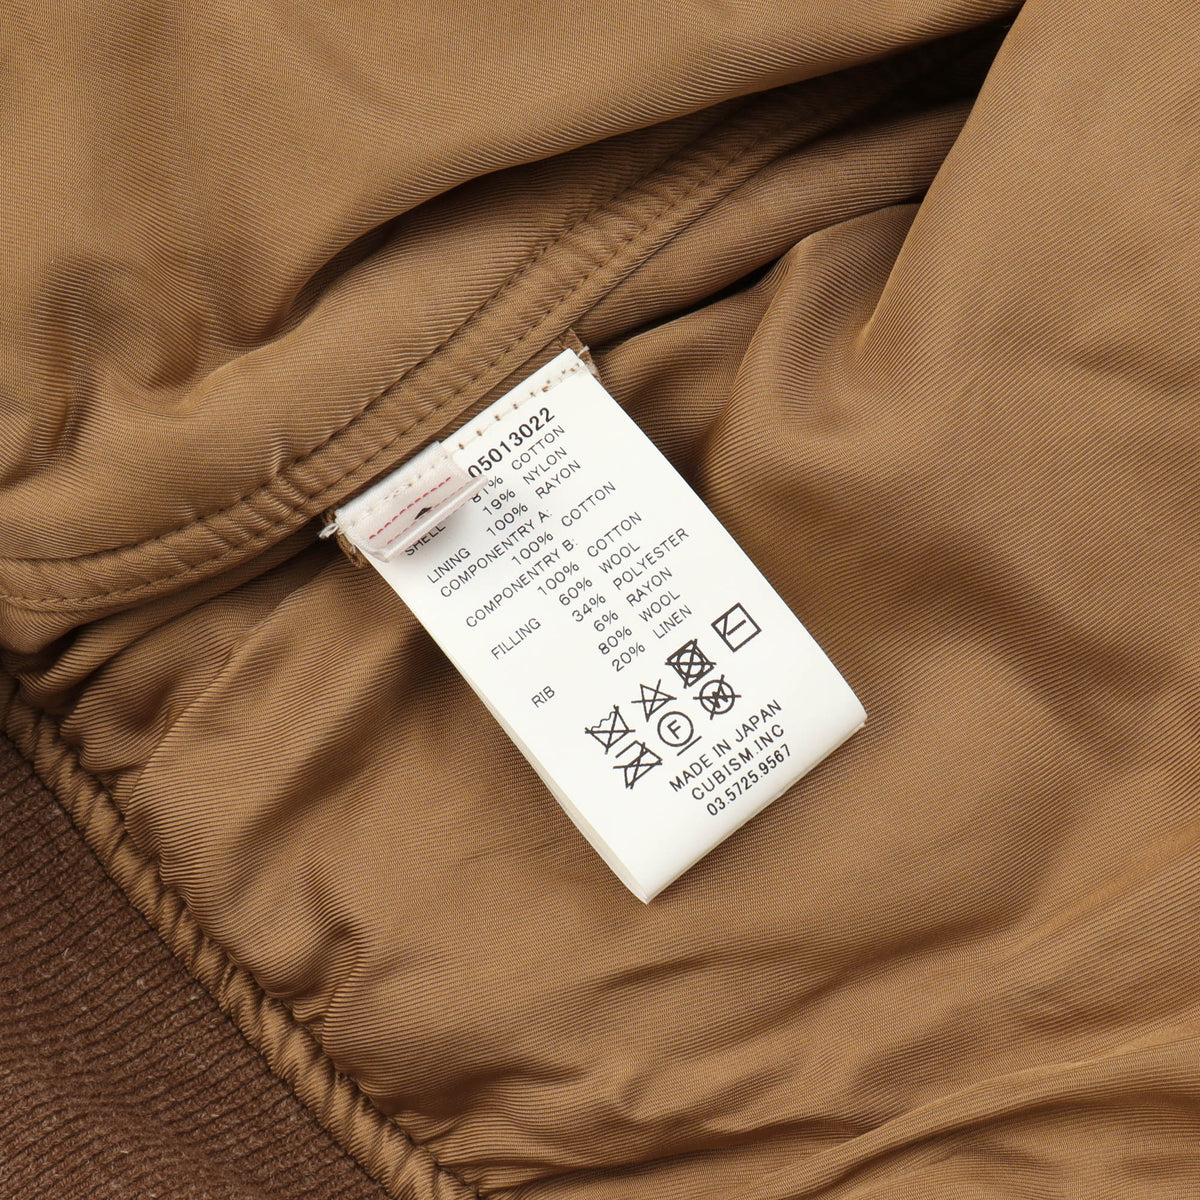 05013022
SHELL 81% COTTON
19% NYLON
LINING 100% RAYON
COMPONENTRY A:
100% COTTON
COMPONENTRY B:
100% COTTON
FILLING 60% WOOL
34% POLYESTER
6% RAYON
RIB 80% WOOL
20% LINEN
F
W
MADE IN JAPAN
CUBISM.INC
03.5725.9567